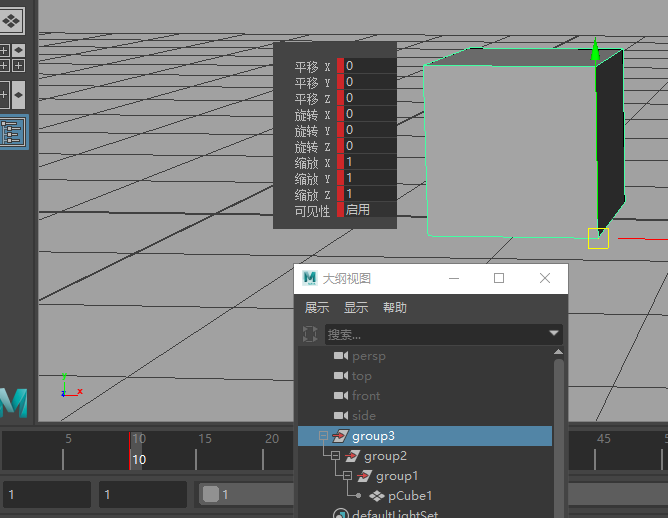 平移 X 0
平移 Y 0
平移 Z 0
旋转 X 0
旋转 Y 0
旋转 Z 0
缩放 X 1
缩放 Y 1
缩放 Z 1
可见性 启用
M 大纲视图
展示 显示 帮助
搜索...
persp
top
front
side
group3
group2
group1
pCube1
defaultLightSet
y
z x
M
5 10 15 20 45
10
1 1 1